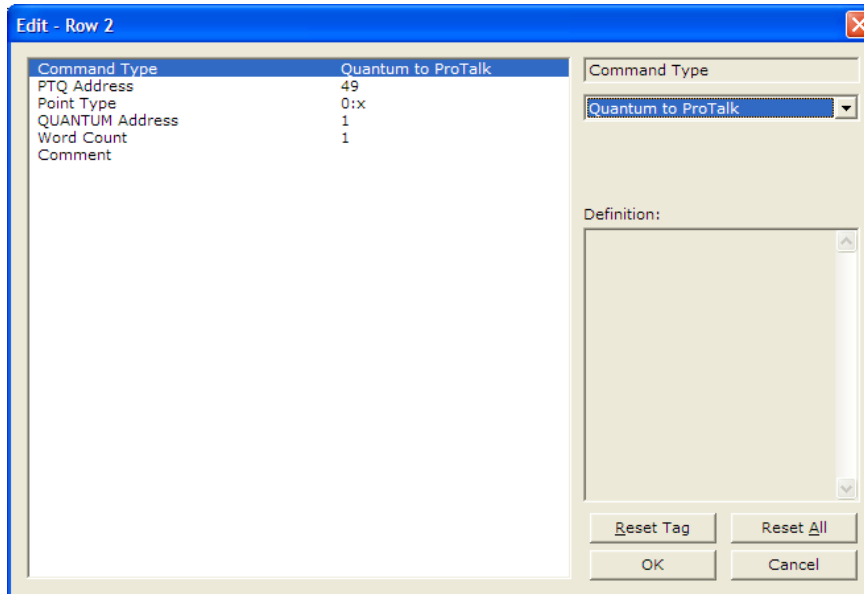 Edit - Row 2
Command Type Quantum to ProTalk
PTQ Address 49
Point Type 0:x
QUANTUM Address 1
Word Count 1
Comment
Command Type
Quantum to ProTalk
Definition:
Reset Tag Reset All
OK Cancel